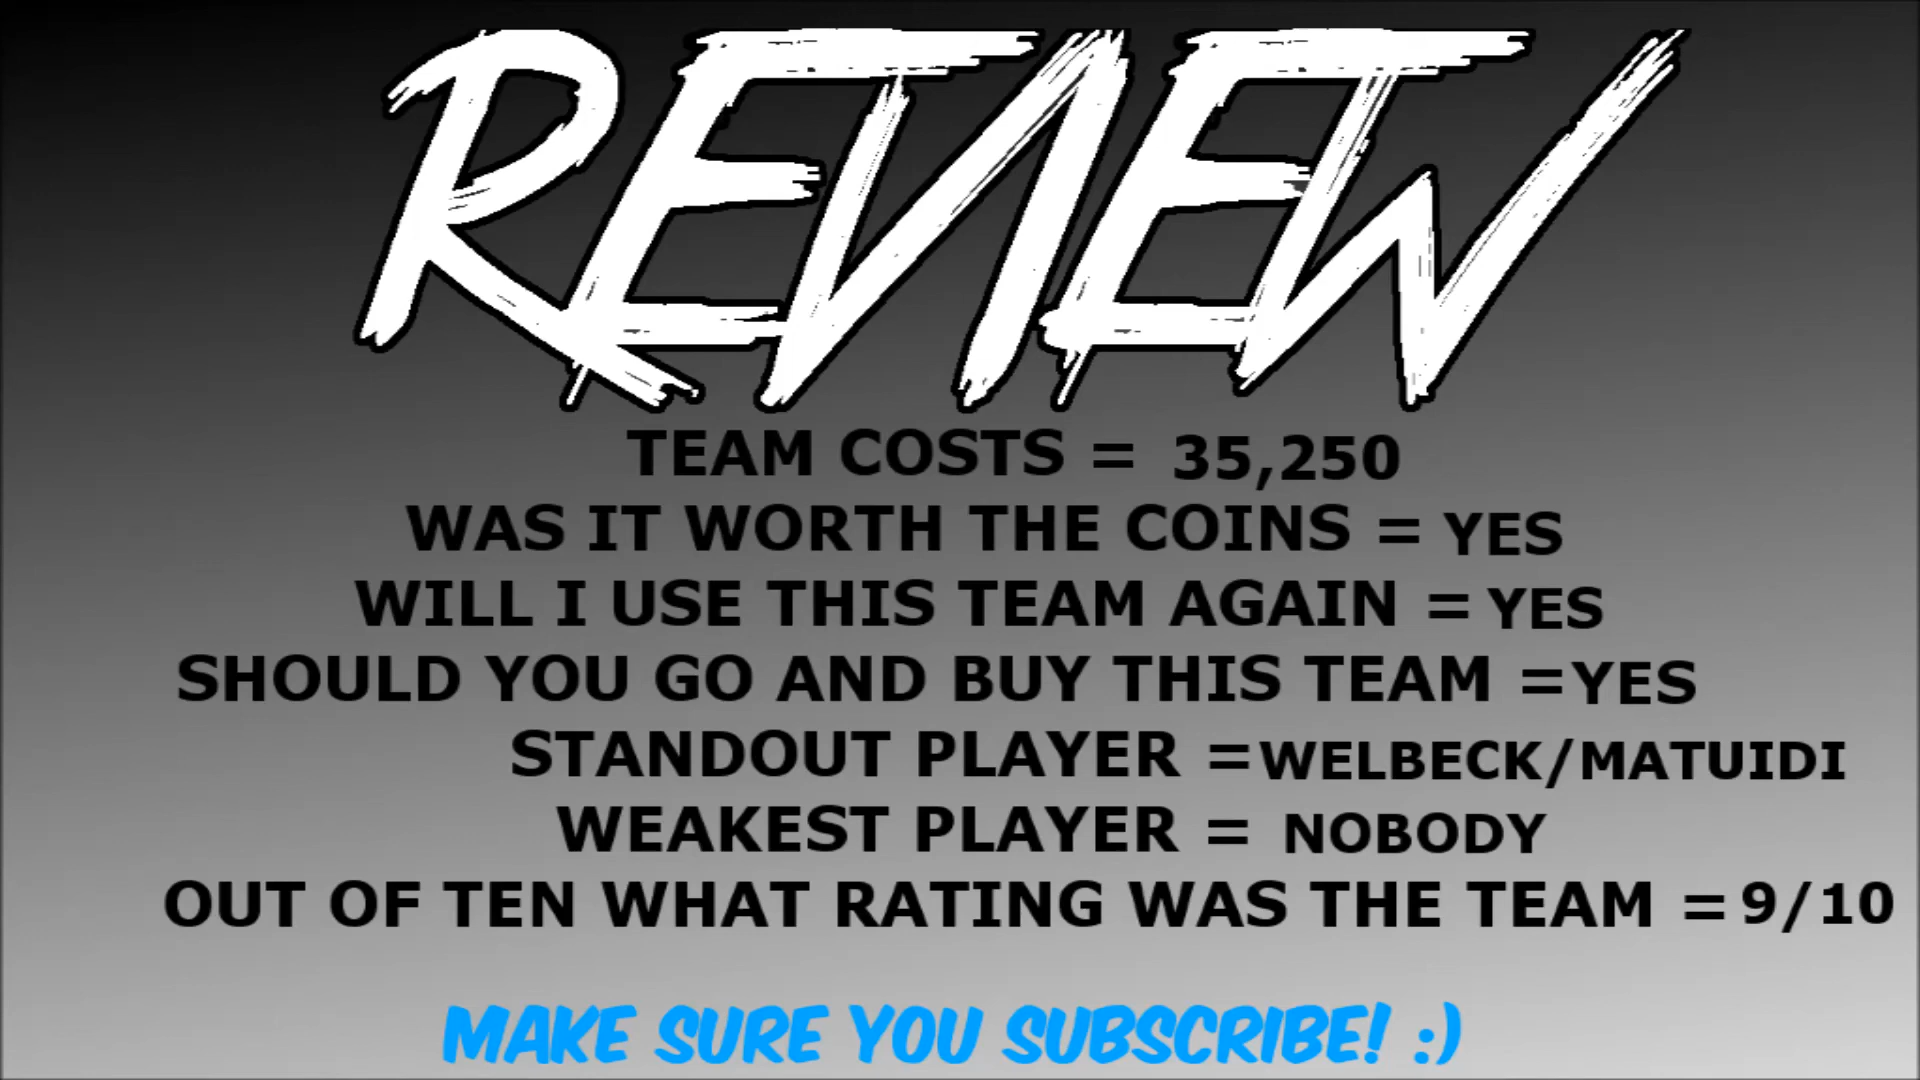 REVIEW
TEAM COSTS = 35,250
WAS IT WORTH THE COINS = YES
WILL I USE THIS TEAM AGAIN = YES
SHOULD YOU GO AND BUY THIS TEAM =YES
STANDOUT PLAYER =WELBECK/MATUIDI
WEAKEST PLAYER = NOBODY
OUT OF TEN WHAT RATING WAS THE TEAM =9/10
MAKE SURE YOU SUBSCRIBE! :)